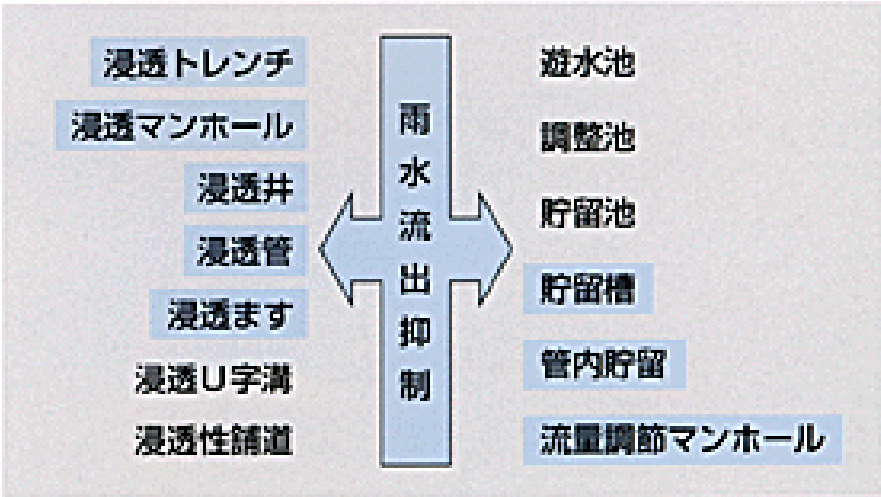 浸透トレンチ
浸透マンホール
浸透井
浸透管
浸透ます
浸透U字溝
浸透性舗道
雨水流出抑制
遊水池
調整池
貯留池
貯留槽
管内貯留
流量調節マンホール